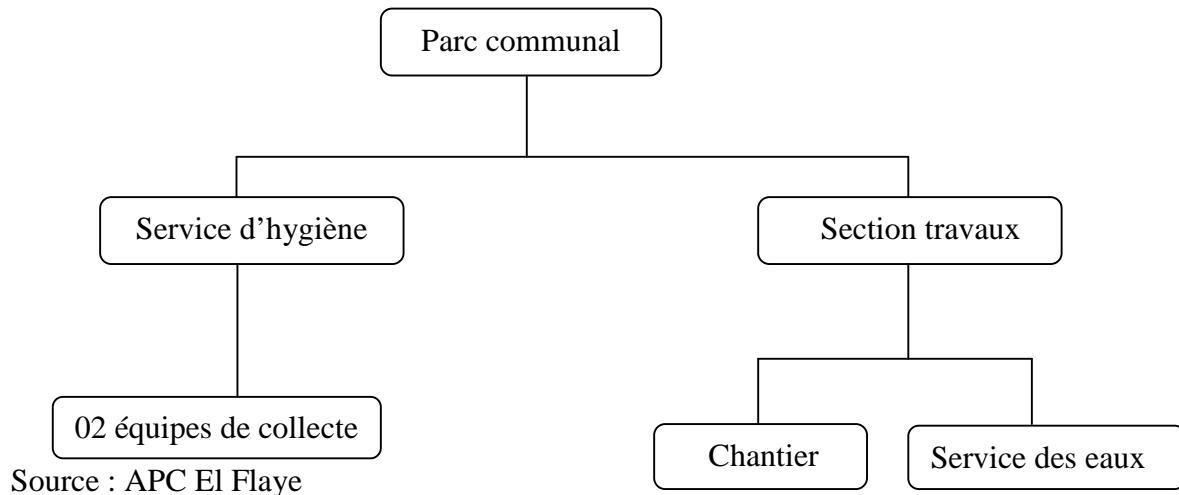 Parc communal
Service d’hygiène
Section travaux
02 équipes de collecte
Chantier
Service des eaux
Source : APC El Flaye